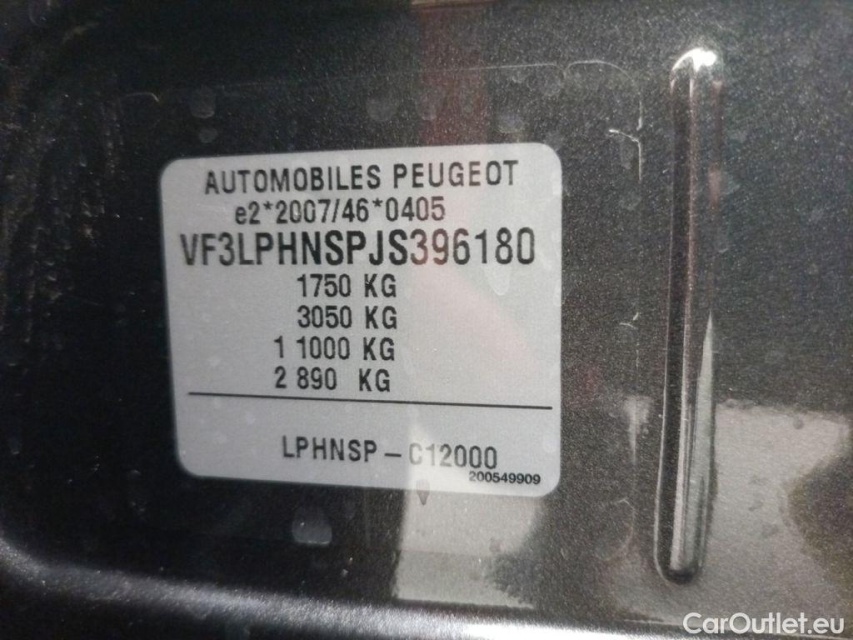 AUTOMOBILES PEUGEOT
e2*2007/46*0405
VF3LPHNSPJS396180
1750 KG
3050 KG
1 1000 KG
2 890 KG
LPHNSP - C12000
200549909
CarOutlet.eu